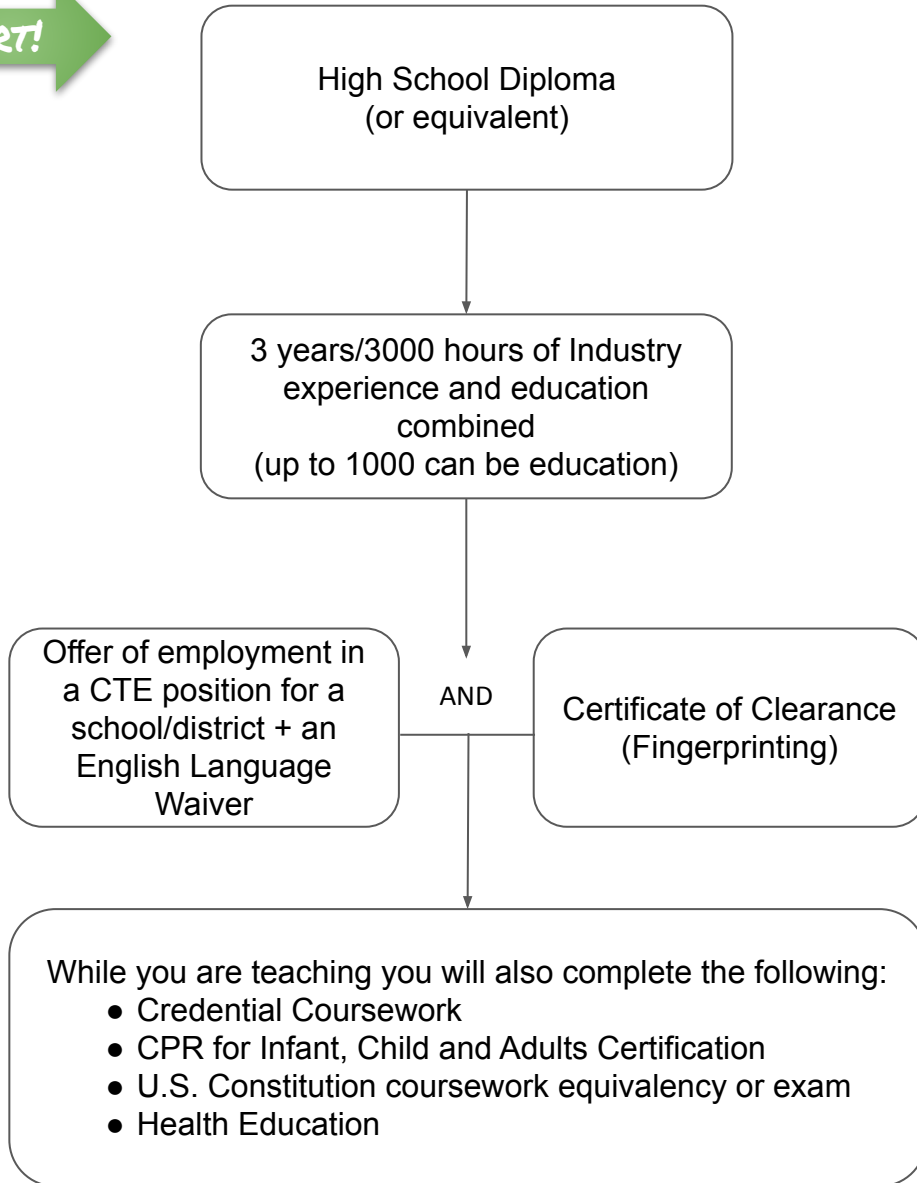 High School Diploma
(or equivalent)
3 years/3000 hours of Industry
experience and education
combined
(up to 1000 can be education)
Offer of employment in
a CTE position for a
school/district + an
English Language
Waiver
AND
Certificate of Clearance
(Fingerprinting)
While you are teaching you will also complete the following:
● Credential Coursework
● CPR for Infant, Child and Adults Certification
● U.S. Constitution coursework equivalency or exam
● Health Education